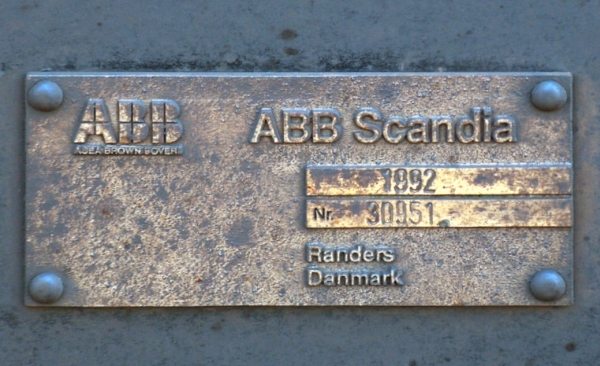 ABB
ASEA BROWN BOVERI
ABB Scandia
1992
Nr. 30951
Randers
Danmark